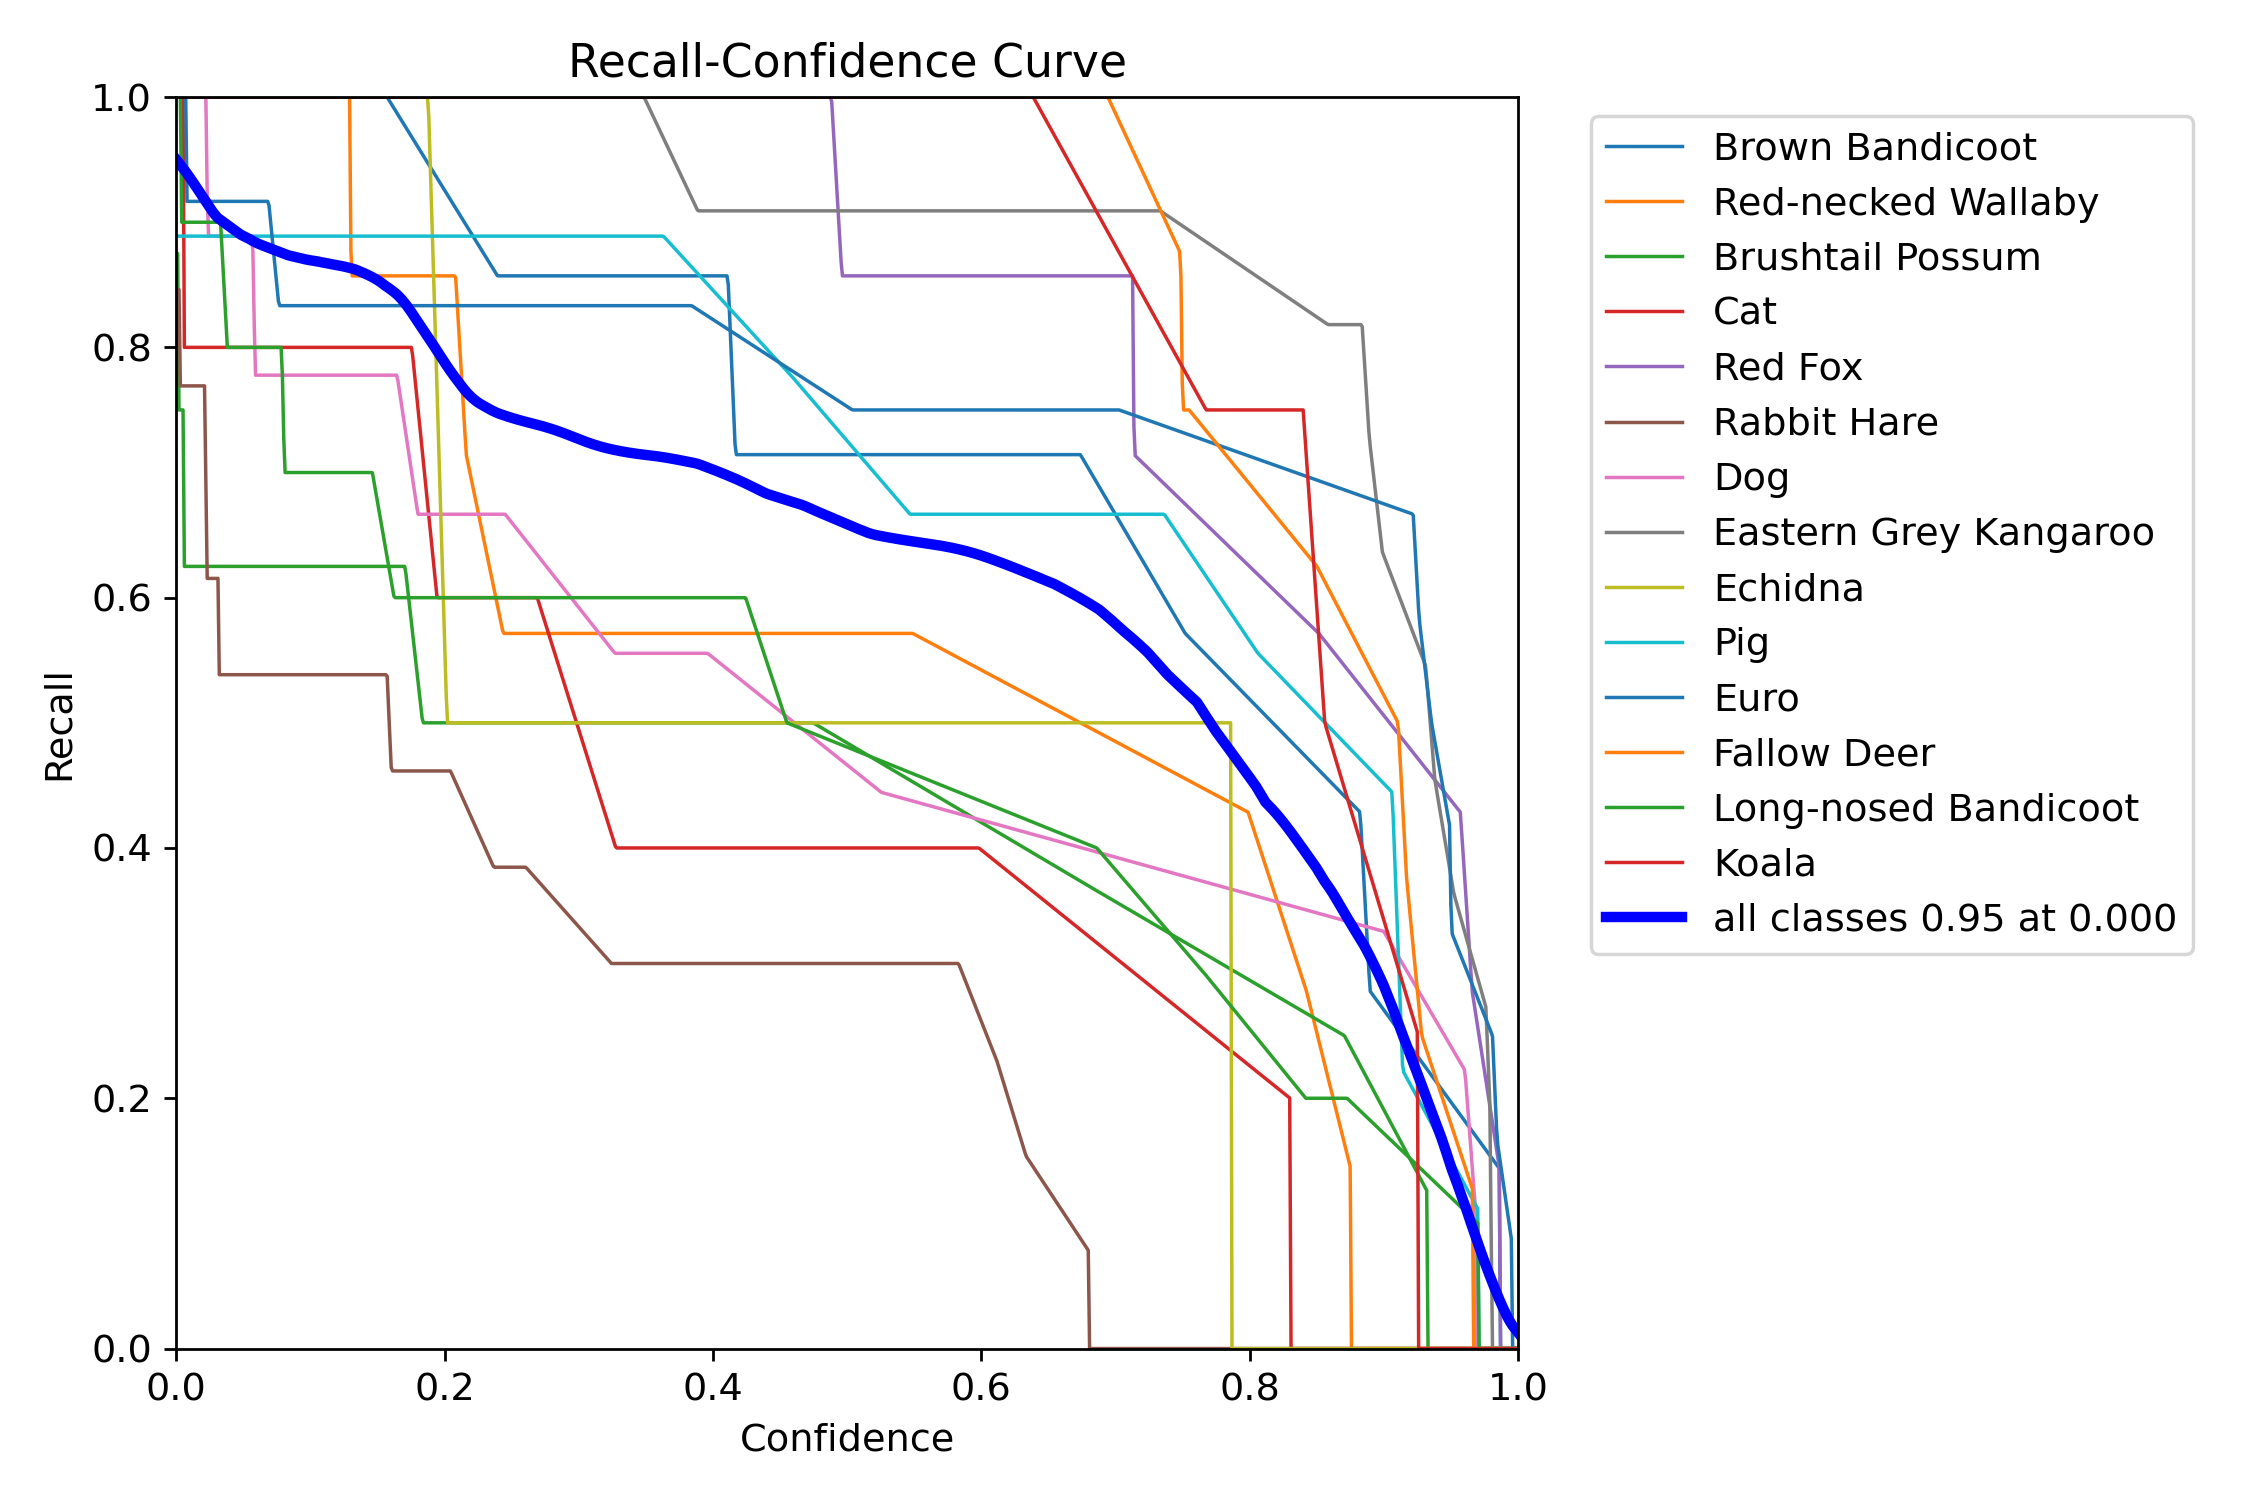 Recall-Confidence Curve
1.0
0.8
0.6
0.4
0.2
0.0
Recall
0.0 0.2 0.4 0.6 0.8 1.0
Confidence
Brown Bandicoot
Red-necked Wallaby
Brushtail Possum
Cat
Red Fox
Rabbit Hare
Dog
Eastern Grey Kangaroo
Echidna
Pig
Euro
Fallow Deer
Long-nosed Bandicoot
Koala
all classes 0.95 at 0.000